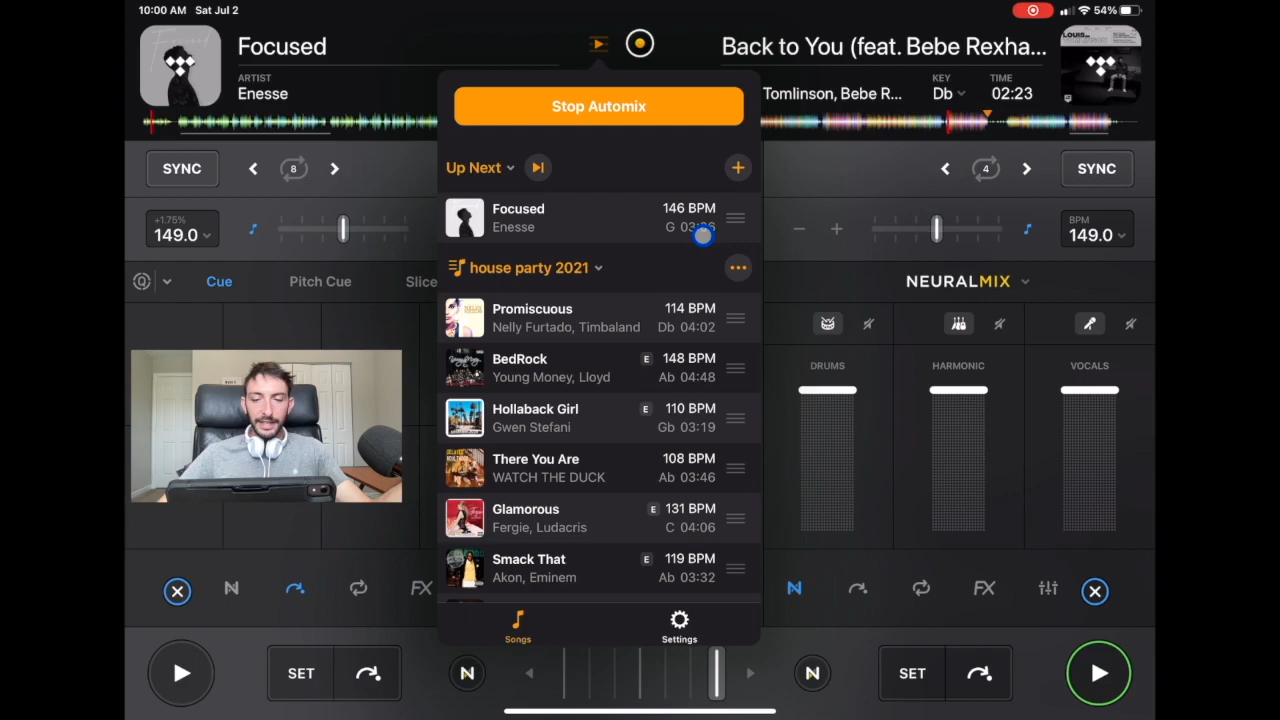 10:00 AM Sat Jul 2
54%
Focused
ARTIST
Enesse
Back to You (feat. Bebe Rexha...
Tomlinson, Bebe R...
KEY
Db
TIME
02:23
Stop Automix
SYNC
8
4
SYNC
Up Next
Focused
146 BPM
Enesse
G
+1.75%
149.0
BPM
149.0
house party 2021
Cue
Pitch Cue
Slice
NEURALMIX
Promiscuous
114 BPM
Nelly Furtado, Timbaland
Db 04:02
BedRock
E 148 BPM
Young Money, Lloyd
Ab 04:48
Hollaback Girl
E 110 BPM
Gwen Stefani
Gb 03:19
There You Are
108 BPM
WATCH THE DUCK
Ab 03:46
Glamorous
E 131 BPM
Fergie, Ludacris
C 04:06
Smack That
E 119 BPM
Akon, Eminem
Ab 03:32
DRUMS
HARMONIC
VOCALS
FX
FX
Songs
Settings
SET
SET